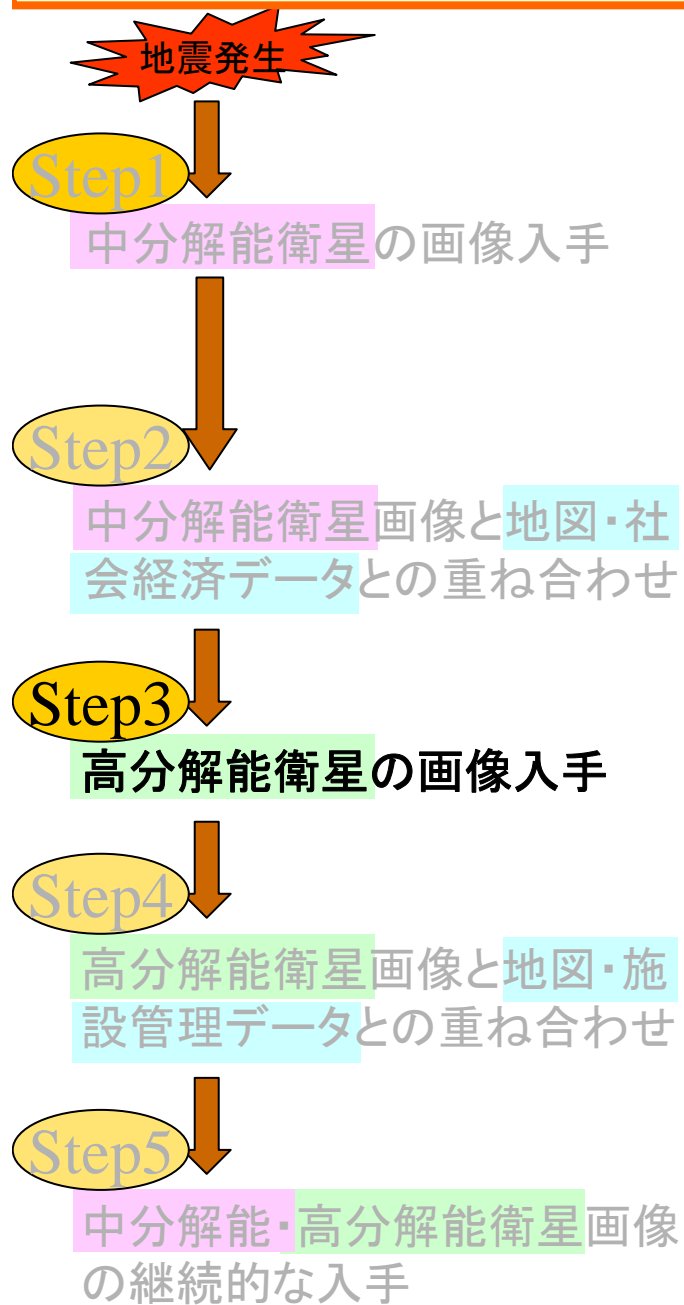 地震発生
Step1
中分解能衛星の画像入手
Step2
中分解能衛星画像と地図・社
会経済データとの重ね合わせ
Step3
高分解能衛星の画像入手
Step4
高分解能衛星画像と地図・施
設管理データとの重ね合わせ
Step5
中分解能・高分解能衛星画像
の継続的な入手